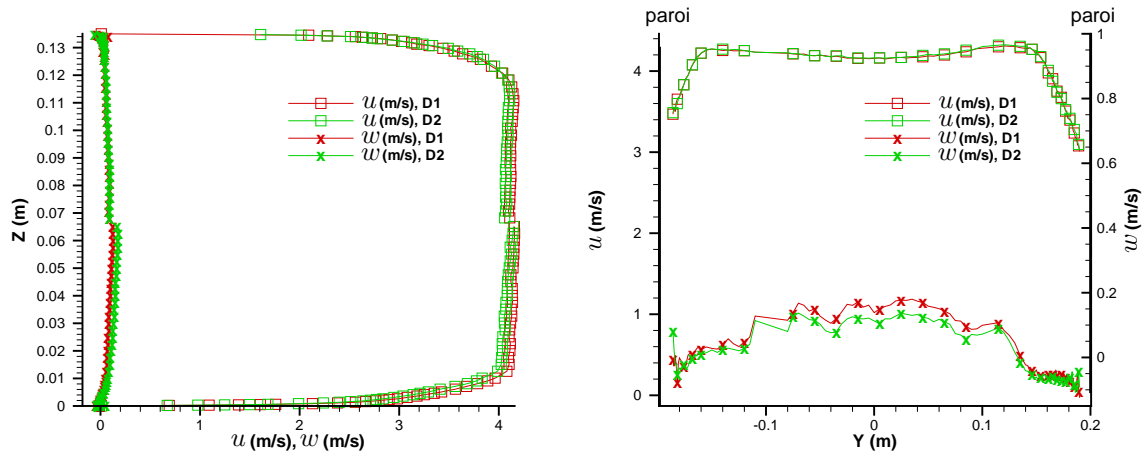 paroi
paroi
0.13
0.12
0.11
0.1
0.09
0.08
0.07
0.06
0.05
0.04
0.03
0.02
0.01
0
Z (m)
u (m/s), D1
u (m/s), D2
w (m/s), D1
w (m/s), D2
0 1 2 3 4
u (m/s), w (m/s)
4
3
2
1
0
u (m/s)
u (m/s), D1
u (m/s), D2
w (m/s), D1
w (m/s), D2
1
0.8
0.6
0.4
0.2
0
w (m/s)
-0.1 0 0.1 0.2
Y (m)